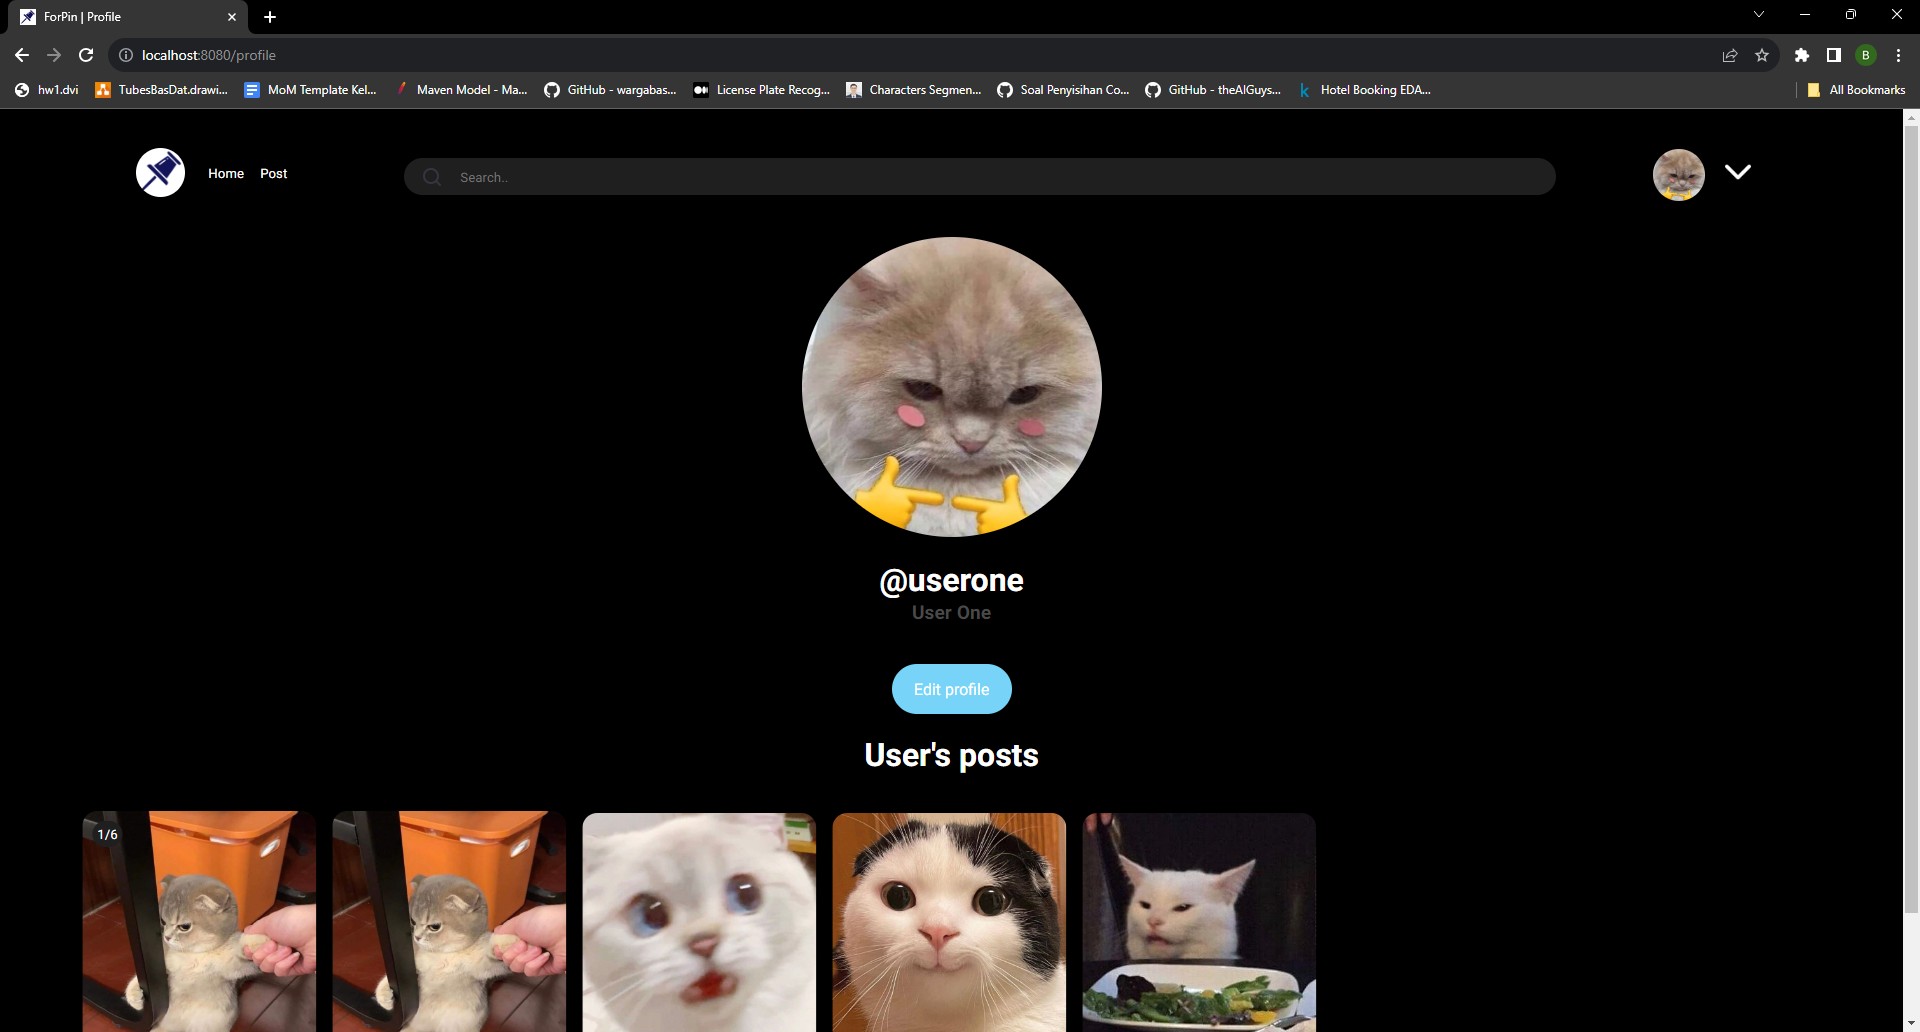 ForPin | Profile
localhost:8080/profile
B
hw1.dvi
TubesBasDat.drawi...
MoM Template Kel...
Maven Model - Ma...
GitHub - wargabas...
License Plate Recog...
Characters Segmen...
Soal Penyisihan Co...
GitHub - theAIGuys...
k
Hotel Booking EDA...
All Bookmarks
Home
Post
Search..
@userone
User One
Edit profile
User's posts
1/6